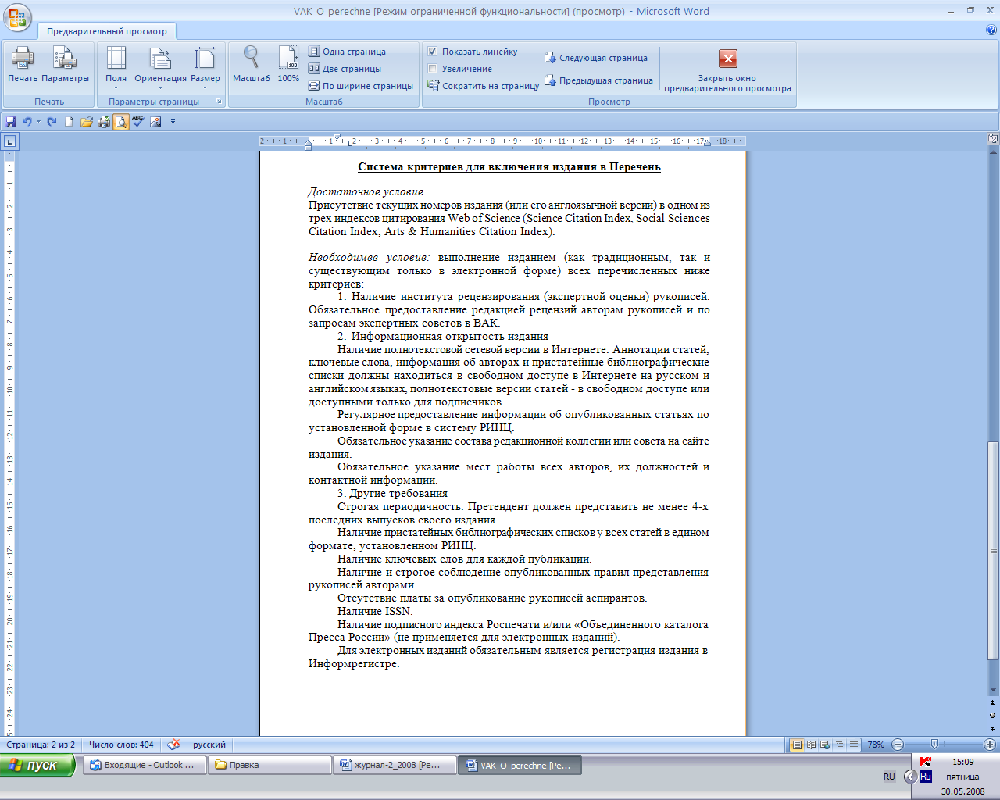 VAK_O_perechne [Режим ограниченной функциональности] (просмотр) - Microsoft Word
Предварительный просмотр
Печать
Параметры
Поля
Ориентация
Размер
Масштаб
100%
Одна страница
Две страницы
По ширине страницы
Показать линейку
Увеличение
Сократить на страницу
Следующая страница
Предыдущая страница
Закрыть окно
предварительного просмотра
Печать
Параметры страницы
Масштаб
Просмотр
Система критериев для включения издания в Перечень
Достаточное условие.
Присутствие текущих номеров издания (или его англоязычной версии) в одном из
трех индексов цитирования Web of Science (Science Citation Index, Social Sciences
Citation Index, Arts & Humanities Citation Index).
Необходимее условие: выполнение изданием (как традиционным, так и
существующим только в электронной форме) всех перечисленных ниже
критериев:
1. Наличие института рецензирования (экспертной оценки) рукописей.
Обязательное предоставление редакцией рецензий авторам рукописей и по
запросам экспертных советов в ВАК.
2. Информационная открытость издания
Наличие полнотекстовой сетевой версии в Интернете. Аннотации статей,
ключевые слова, информация об авторах и пристатейные библиографические
списки должны находиться в свободном доступе в Интернете на русском и
английском языках, полнотекстовые версии статей - в свободном доступе или
доступными только для подписчиков.
Регулярное предоставление информации об опубликованных статьях по
установленной форме в систему РИНЦ.
Обязательное указание состава редакционной коллегии или совета на сайте
издания.
Обязательное указание мест работы всех авторов, их должностей и
контактной информации.
3. Другие требования
Строгая периодичность. Претендент должен представить не менее 4-х
последних выпусков своего издания.
Наличие пристатейных библиографических списков у всех статей в едином
формате, установленном РИНЦ.
Наличие ключевых слов для каждой публикации.
Наличие и строгое соблюдение опубликованных правил представления
рукописей авторами.
Отсутствие платы за опубликование рукописей аспирантов.
Наличие ISSN.
Наличие подписного индекса Роспечати и/или «Объединенного каталога
Пресса России» (не применяется для электронных изданий).
Для электронных изданий обязательным является регистрация издания в
Информрегистре.
Страница: 2 из 2
Число слов: 404
русский
78%
пуск
Входящие - Outlook ...
Правка
журнал-2_2008 [Ре...
VAK_O_perechne [Ре...
RU
Ru
15:09
пятница
30.05.2008